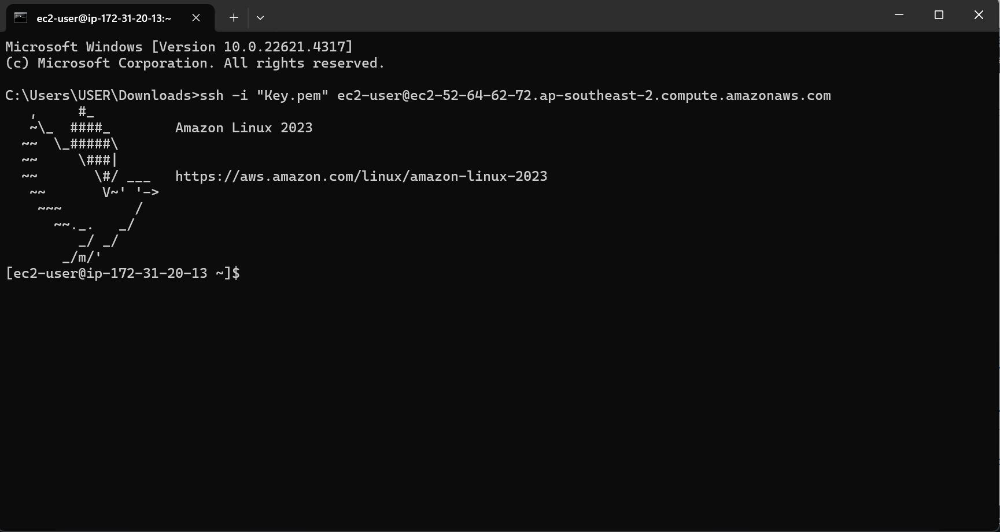 ec2-user@ip-172-31-20-13:~
Microsoft Windows [Version 10.0.22621.4317]
(c) Microsoft Corporation. All rights reserved.
C:\Users\USER\Downloads>ssh -i "Key.pem" ec2-user@ec2-52-64-62-72.ap-southeast-2.compute.amazonaws.com
   ,     #_
   ~\_  ####_        Amazon Linux 2023
  ~~  \_#####\
  ~~     \###|
  ~~       \#/ ___   https://aws.amazon.com/linux/amazon-linux-2023
   ~~       V~' '->
    ~~~         /
      ~~._.   _/
         _/ _/
       _/m/'
[ec2-user@ip-172-31-20-13 ~]$